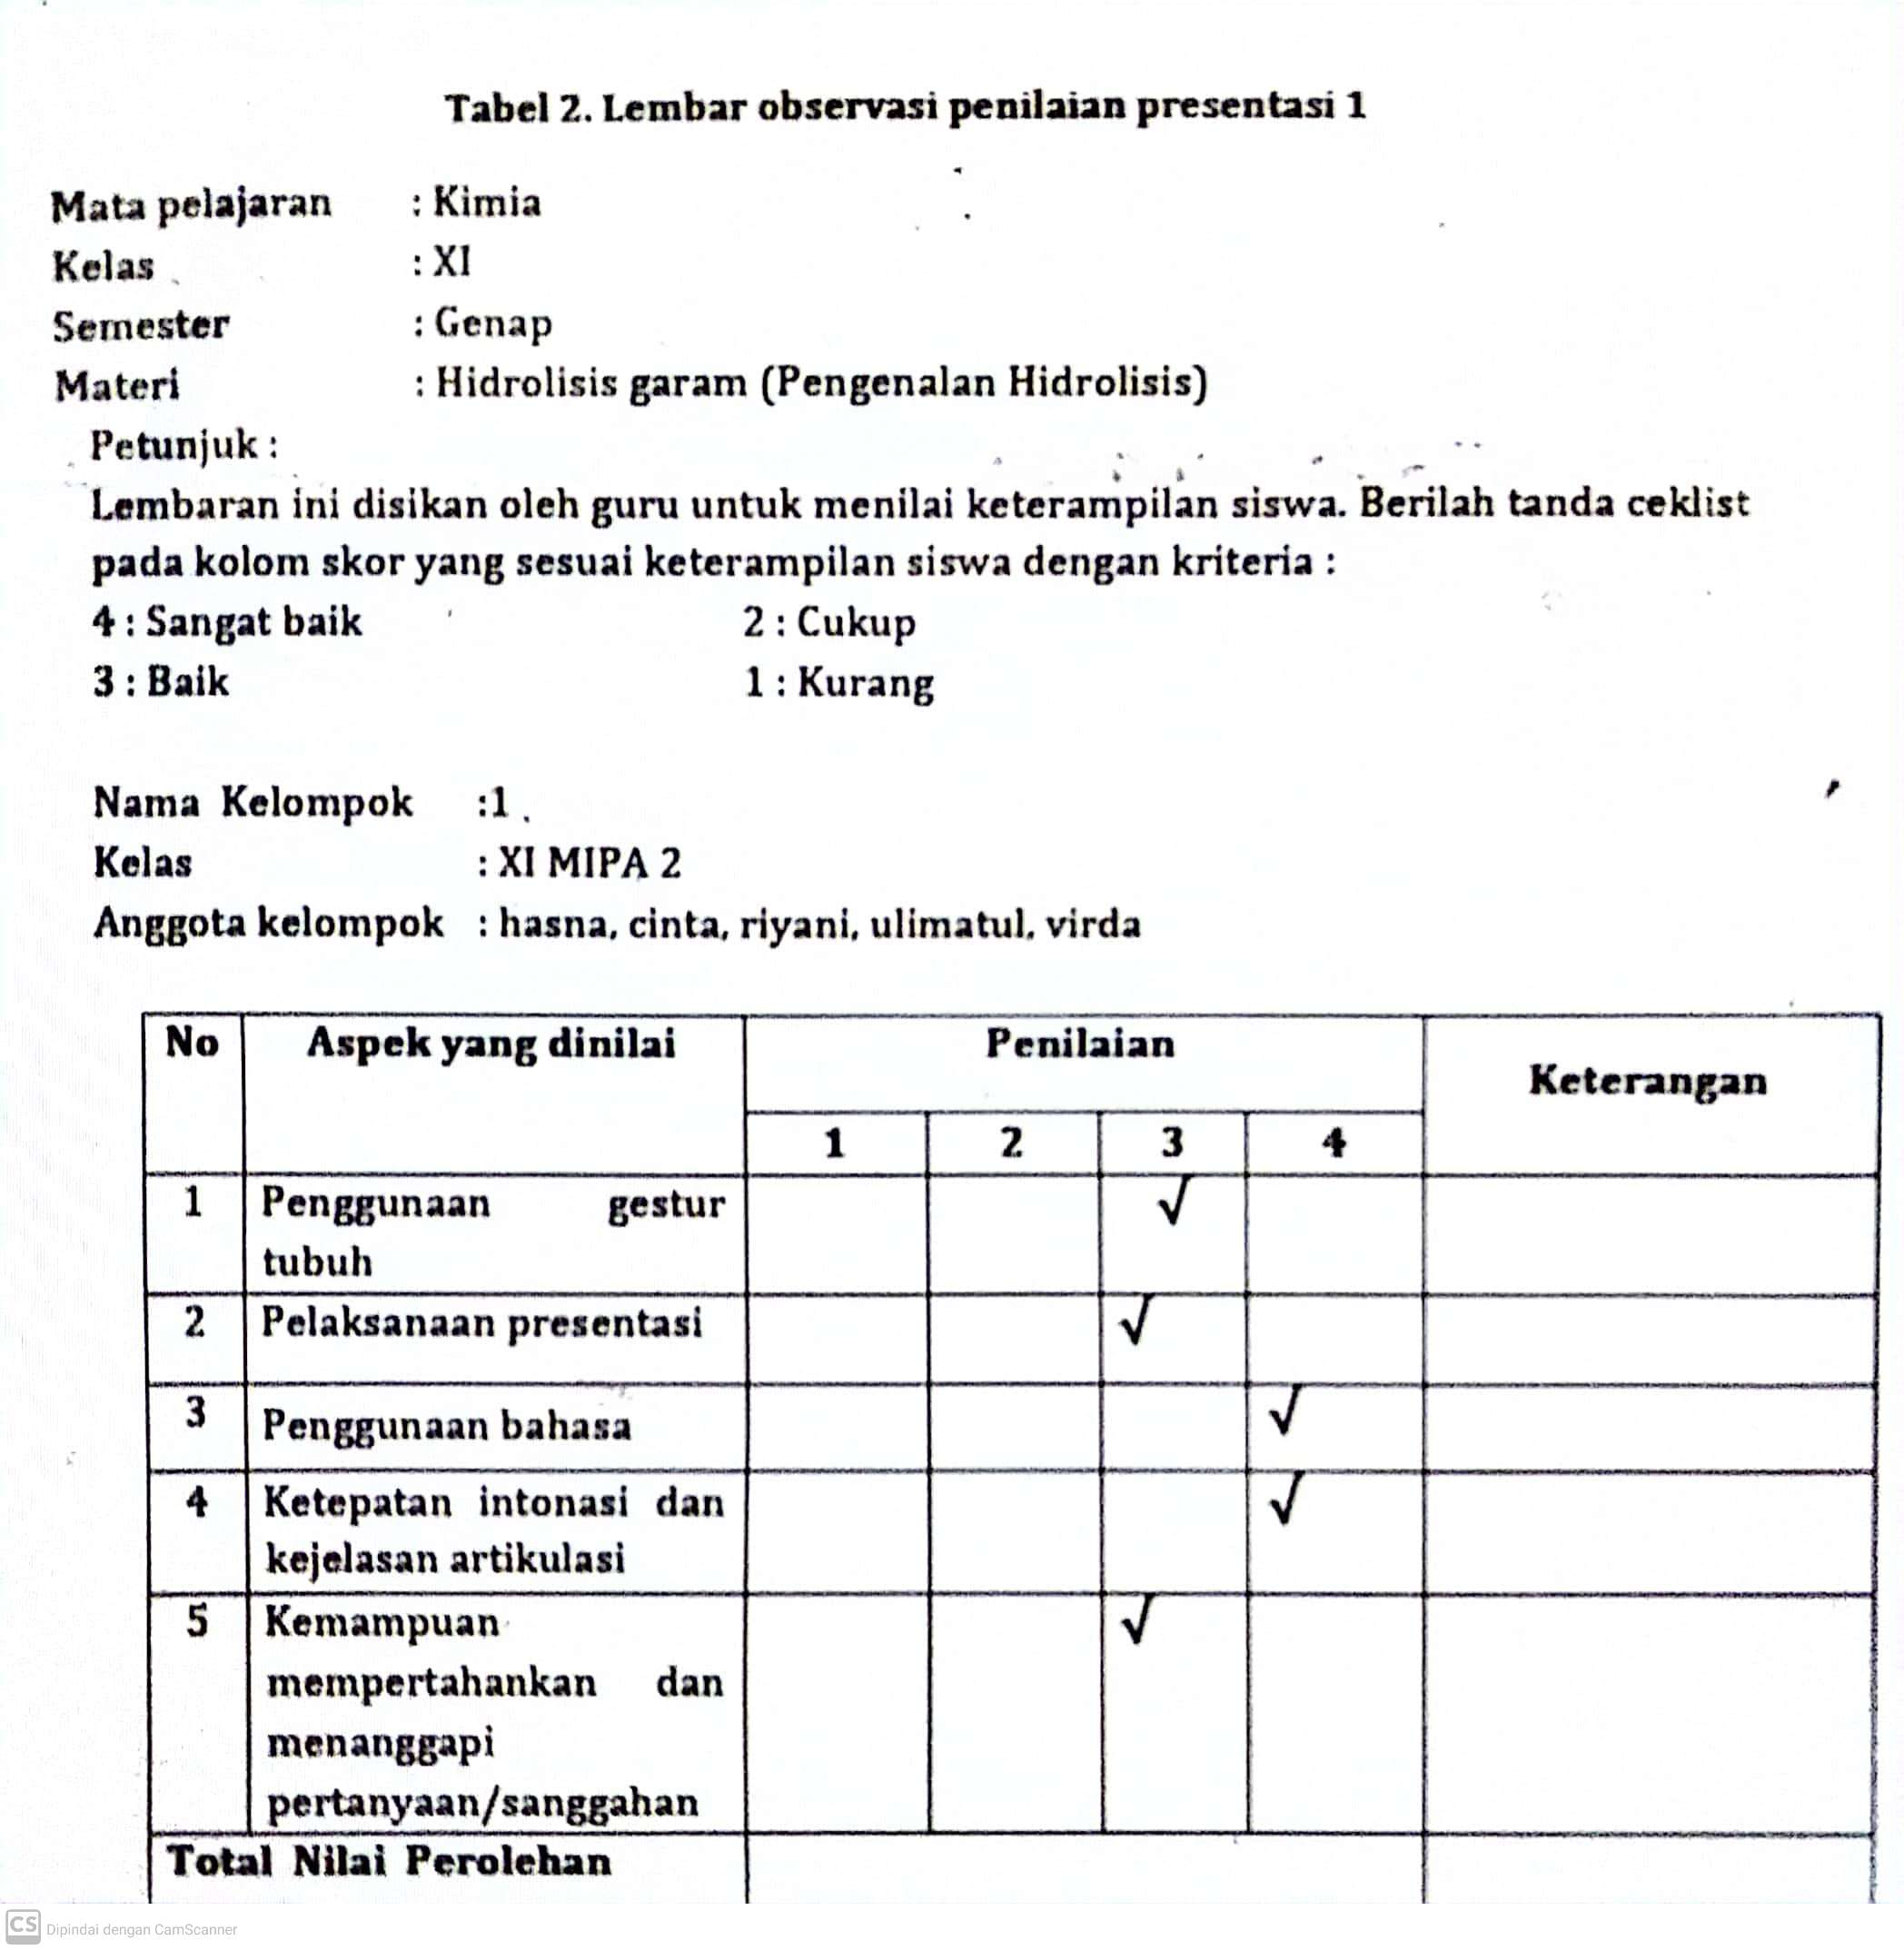 Tabel 2. Lembar observasi penilaian presentasi 1
Mata pelajaran : Kimia
Kelas : XI
Semester : Genap
Materi : Hidrolisis garam (Pengenalan Hidrolisis)
Petunjuk :
Lembaran ini disikan oleh guru untuk menilai keterampilan siswa. Berilah tanda ceklist
pada kolom skor yang sesuai keterampilan siswa dengan kriteria :
4 : Sangat baik 2 : Cukup
3 : Baik 1 : Kurang
Nama Kelompok :1
Kelas : XI MIPA 2
Anggota kelompok : hasna, cinta, riyani, ulimatul, virda
No Aspek yang dinilai Penilaian Keterangan
1 2 3 4
1 Penggunaan gestur √
tubuh
2 Pelaksanaan presentasi √
3 Penggunaan bahasa √
4 Ketepatan intonasi dan √
kejelasan artikulasi
5 Kemampuan √
mempertahankan dan
menanggapi
pertanyaan/sanggahan
Total Nilai Perolehan
CS Dipindai dengan CamScanner